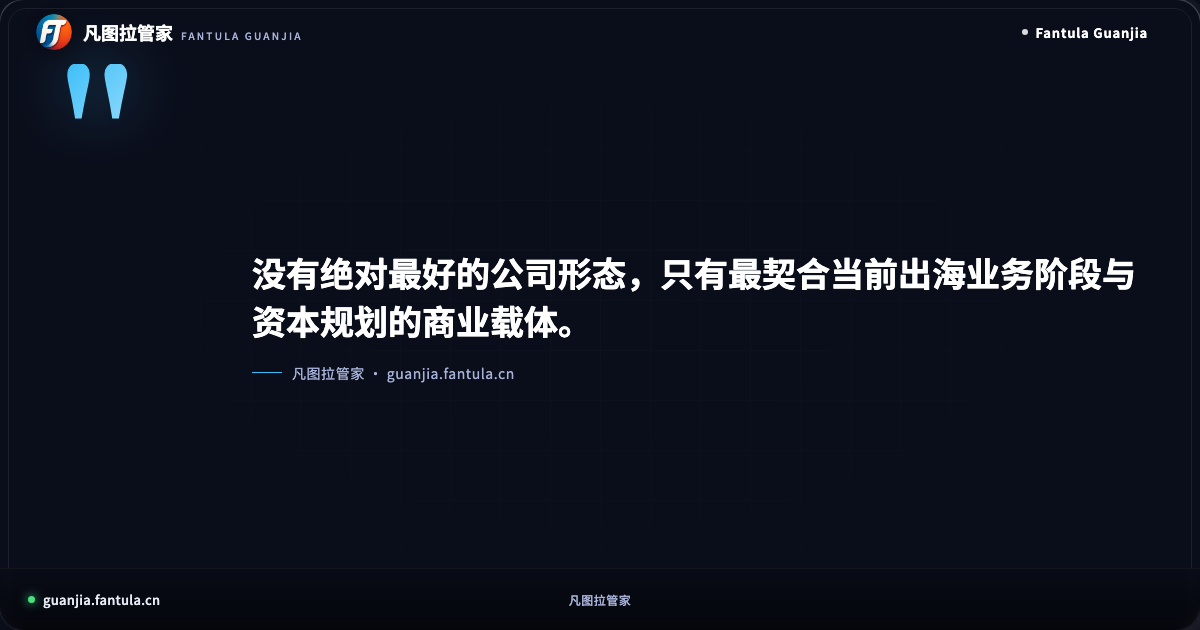 FT 凡图拉管家 FANTULA GUANJIA
Fantula Guanjia
"
没有绝对最好的公司形态，只有最契合当前出海业务阶段与
资本规划的商业载体。
—— 凡图拉管家 · guanjia.fantula.cn
guanjia.fantula.cn
凡图拉管家